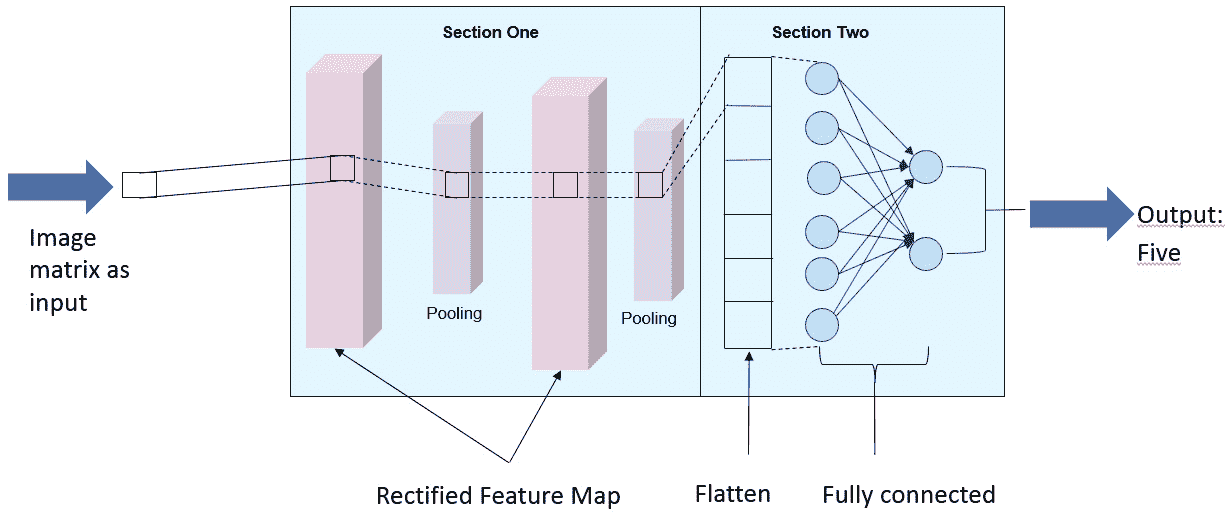 Section One
Section Two
Image
matrix as
input
Pooling
Pooling
Output:
Five
Rectified Feature Map
Flatten
Fully connected